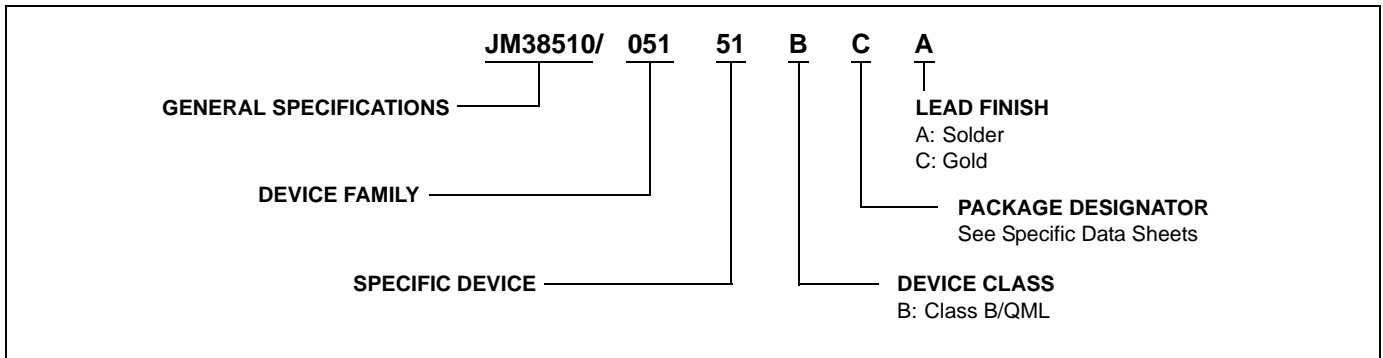 JM38510/ 051 51 B C A
GENERAL SPECIFICATIONS
LEAD FINISH
A: Solder
C: Gold
DEVICE FAMILY
PACKAGE DESIGNATOR
See Specific Data Sheets
SPECIFIC DEVICE
DEVICE CLASS
B: Class B/QML